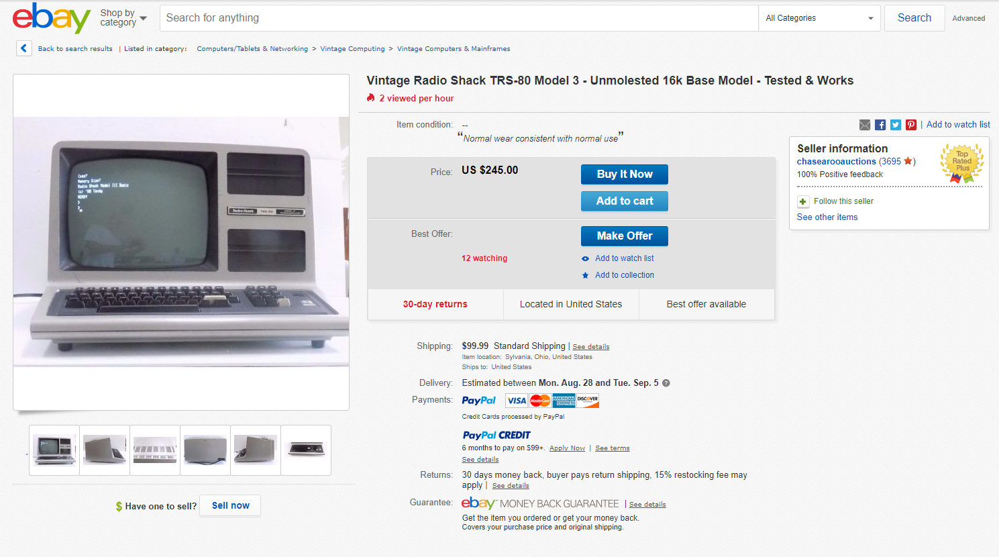 ebay
Shop by
category
Search for anything
All Categories
Search
Advanced
Back to search results | Listed in category: Computers/Tablets & Networking > Vintage Computing > Vintage Computers & Mainframes
Vintage Radio Shack TRS-80 Model 3 - Unmolested 16k Base Model - Tested & Works
2 viewed per hour
Cass?
Memory Size?
Radio Shack Model III Basic
(c) '80 Tandy
READY
>
>
Radio Shack TRS-80
Item condition: --
“Normal wear consistent with normal use”
Price: US $245.00
Buy It Now
Add to cart
Best Offer:
Make Offer
12 watching
Add to watch list
Add to collection
30-day returns
Located in United States
Best offer available
| Add to watch list
Seller information
chasearooauctions (3695 ★)
100% Positive feedback
Top
Rated
Plus
Follow this seller
See other items
Shipping: $99.99 Standard Shipping | See details
Item location: Sylvania, Ohio, United States
Ships to: United States
Delivery: Estimated between Mon. Aug. 28 and Tue. Sep. 5 ?
Payments: PayPal VISA MasterCard AMERICAN EXPRESS DISCOVER
Credit Cards processed by PayPal
PayPal CREDIT
6 months to pay on $99+. Apply Now | See terms
See details
Returns: 30 days money back, buyer pays return shipping, 15% restocking fee may
apply | See details
Guarantee: ebay™ MONEY BACK GUARANTEE | See details
Get the item you ordered or get your money back.
Covers your purchase price and original shipping.
$ Have one to sell? Sell now